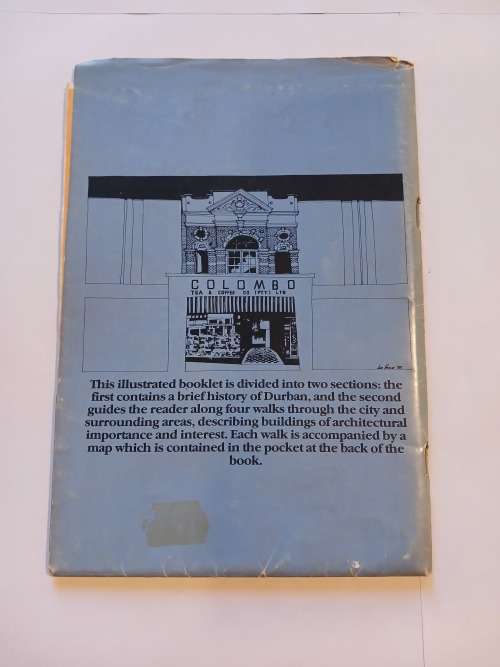 COLOMBO
TEA & COFFEE CO (PTY.) LTD
This illustrated booklet is divided into two sections: the
first contains a brief history of Durban, and the second
guides the reader along four walks through the city and
surrounding areas, describing buildings of architectural
importance and interest. Each walk is accompanied by a
map which is contained in the pocket at the back of the
book.